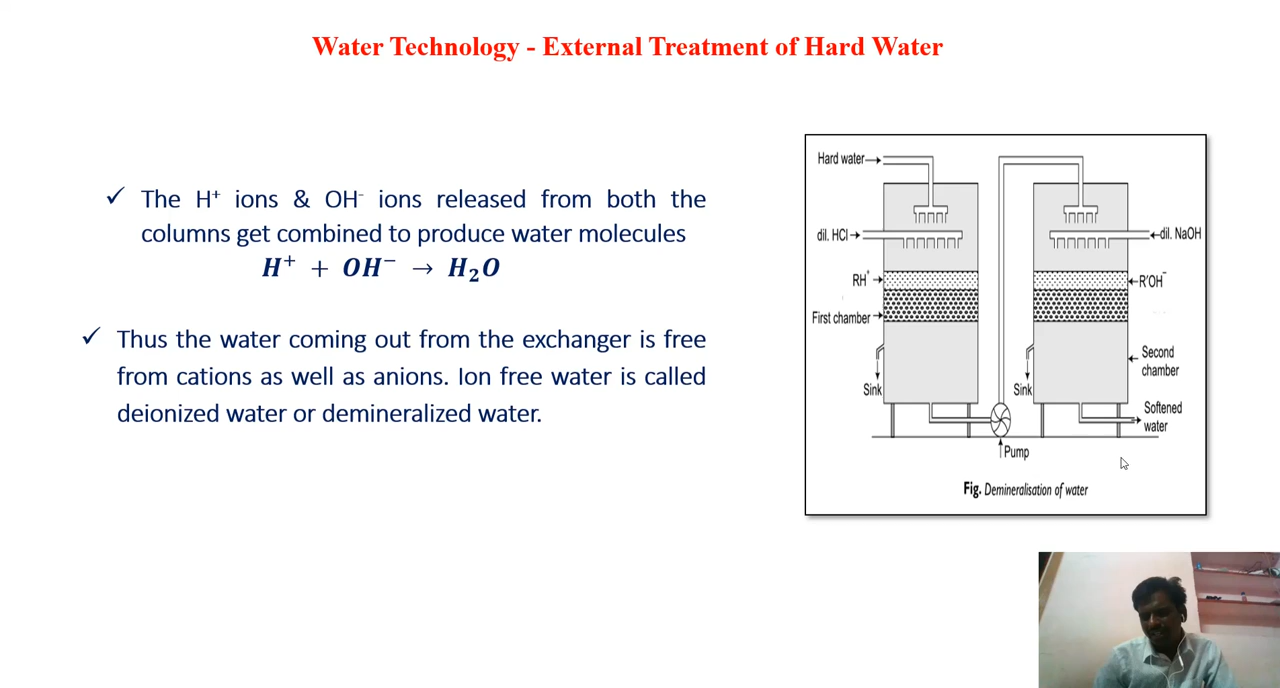 Water Technology - External Treatment of Hard Water
✓ The H⁺ ions & OH⁻ ions released from both the
columns get combined to produce water molecules
H⁺ + OH⁻ → H₂O
✓ Thus the water coming out from the exchanger is free
from cations as well as anions. Ion free water is called
deionized water or demineralized water.
Hard water
dil. HCl
dil. NaOH
RH⁺
R'OH⁻
First chamber
Second
chamber
Sink
Sink
Softened
water
Pump
Fig. Demineralisation of water